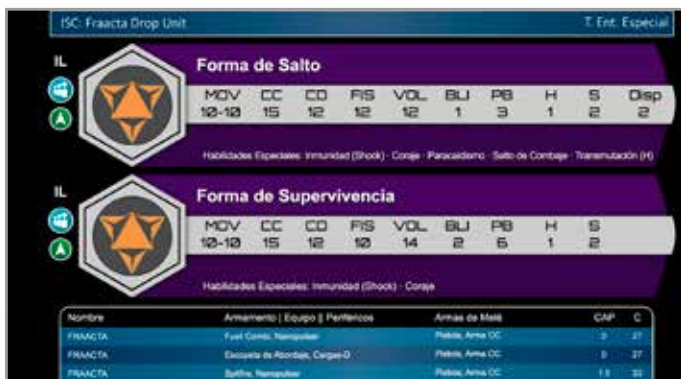 ISC: Fraacta Drop Unit T. Ent. Especial
IL
Forma de Salto
MOV CC CD FIS VOL BLI PB H S Disp
10-10 15 12 12 12 1 3 1 2 2
Habilidades Especiales: Inmunidad (Shock) · Coraje · Paracaidismo · Salto de Combate · Transmutación (H)
IL
Forma de Supervivencia
MOV CC CD FIS VOL BLI PB H S
10-10 15 12 10 14 2 6 1 2
Habilidades Especiales: Inmunidad (Shock) · Coraje
Nombre Armamento | Equipo || Periféricos Armas de Melé CAP C
FRAACTA Fusil Combi, Nanopulser Pistola, Arma CC 0 27
FRAACTA Escopeta de Abordaje, Cargas-D Pistola, Arma CC 0 27
FRAACTA Spitfire, Nanopulser Pistola, Arma CC 1.5 32